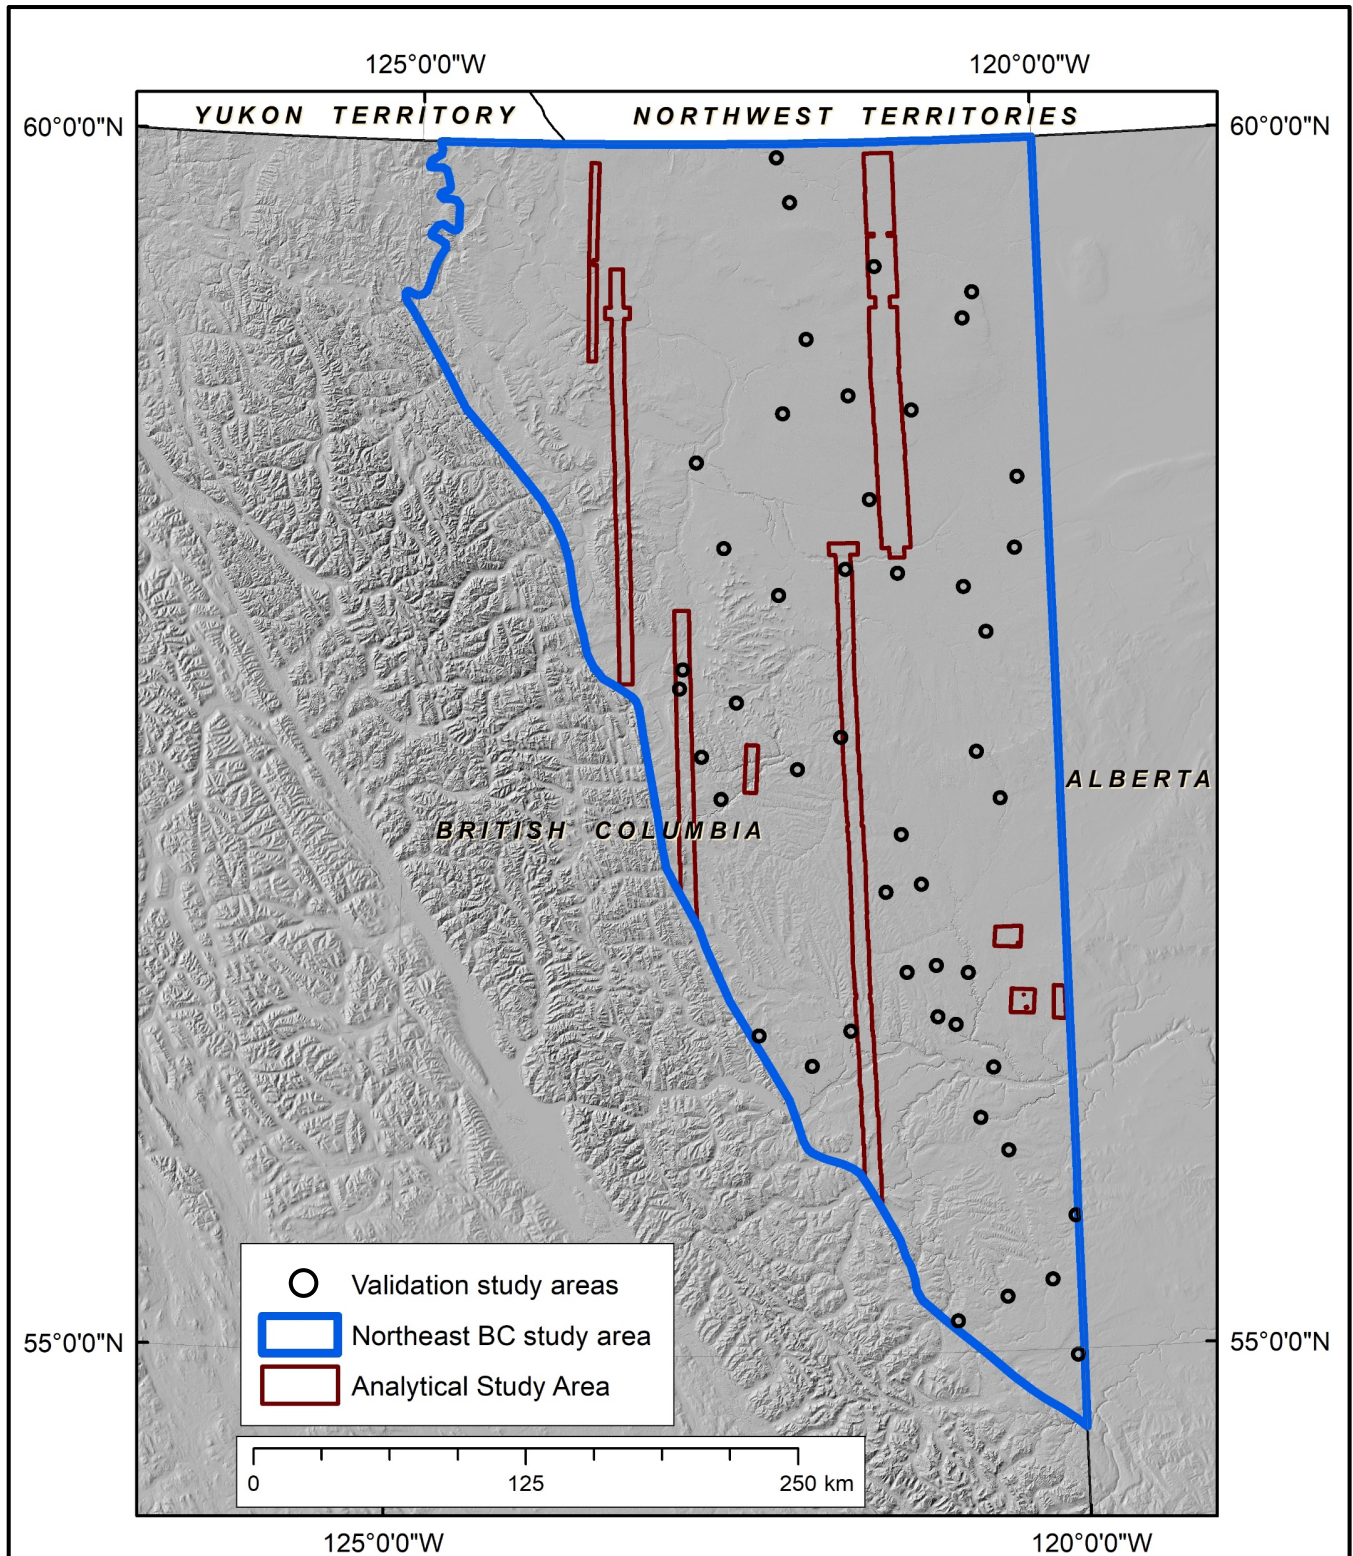 125°0'0"W 120°0'0"W
YUKON TERRITORY NORTHWEST TERRITORIES
60°0'0"N 60°0'0"N
ALBERTA
BRITISH COLUMBIA
Validation study areas
Northeast BC study area
55°0'0"N 55°0'0"N
Analytical Study Area
0 125 250 km
125°0'0"W 120°0'0"W